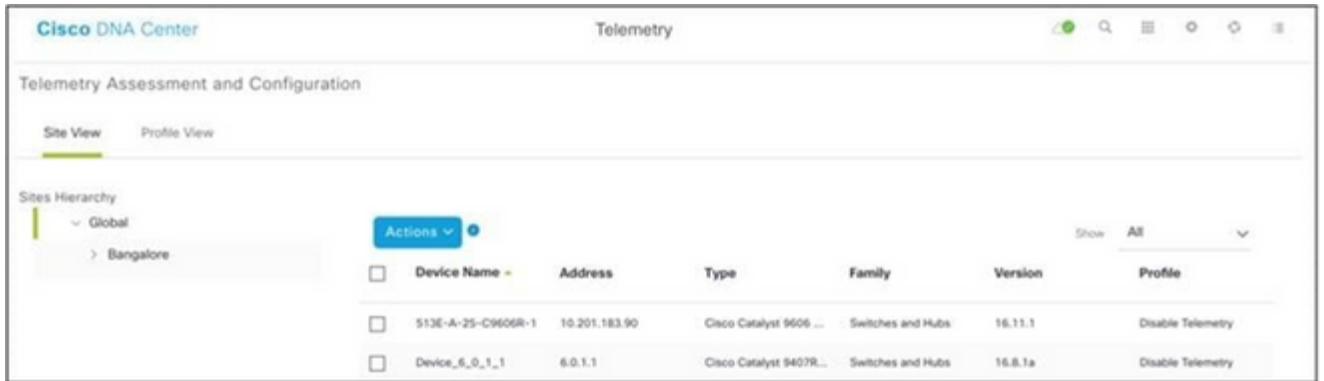 Cisco DNA Center Telemetry
Telemetry Assessment and Configuration
Site View Profile View
Sites Hierarchy
Global
Bangalore
Actions Show All
Device Name Address Type Family Version Profile
513E-A-25-C9606R-1 10.201.183.90 Cisco Catalyst 9606 ... Switches and Hubs 16.11.1 Disable Telemetry
Device_6_0_1_1 6.0.1.1 Cisco Catalyst 9407R... Switches and Hubs 16.8.1a Disable Telemetry